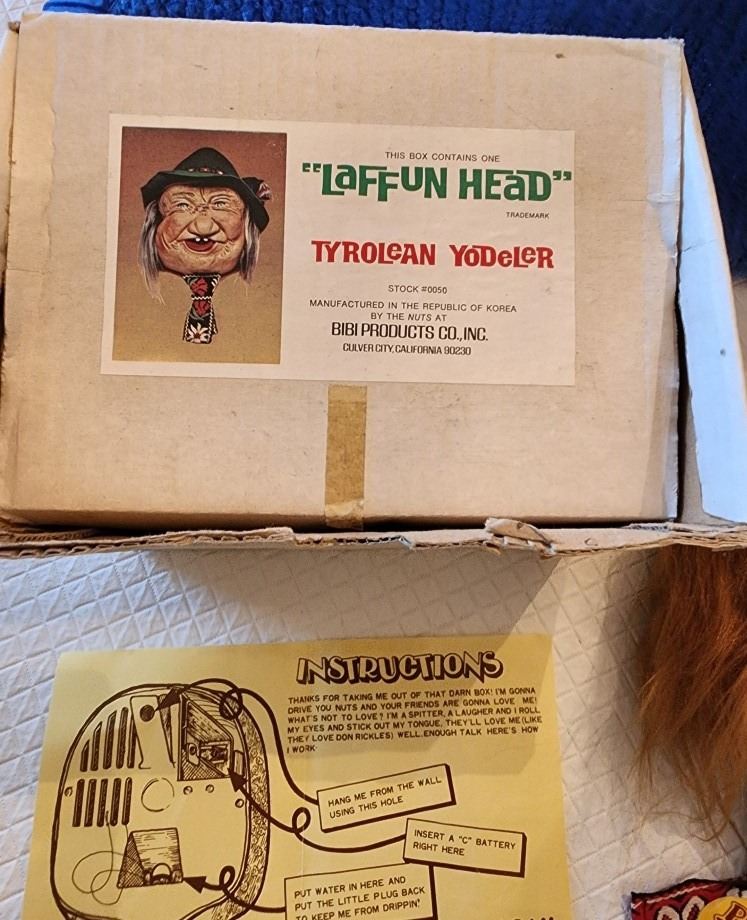 THIS BOX CONTAINS ONE
"LAFFUN HEAD"
TRADEMARK
TYROLEAN YODELER
STOCK #0050
MANUFACTURED IN THE REPUBLIC OF KOREA
BY THE NUTS AT
BIBI PRODUCTS CO., INC.
CULVER CITY, CALIFORNIA 90230
INSTRUCTIONS
THANKS FOR TAKING ME OUT OF THAT DARN BOX! I'M GONNA
DRIVE YOU NUTS AND YOUR FRIENDS ARE GONNA LOVE ME!
WHAT'S NOT TO LOVE? I'M A SPITTER, A LAUGHER AND I ROLL
MY EYES AND STICK OUT MY TONGUE. THEY'LL LOVE ME (LIKE
THEY LOVE DON RICKLES) WELL. ENOUGH TALK HERE'S HOW
I WORK·
HANG ME FROM THE WALL
USING THIS HOLE
INSERT A "C" BATTERY
RIGHT HERE
PUT WATER IN HERE AND
PUT THE LITTLE PLUG BACK
TO KEEP ME FROM DRIPPIN'